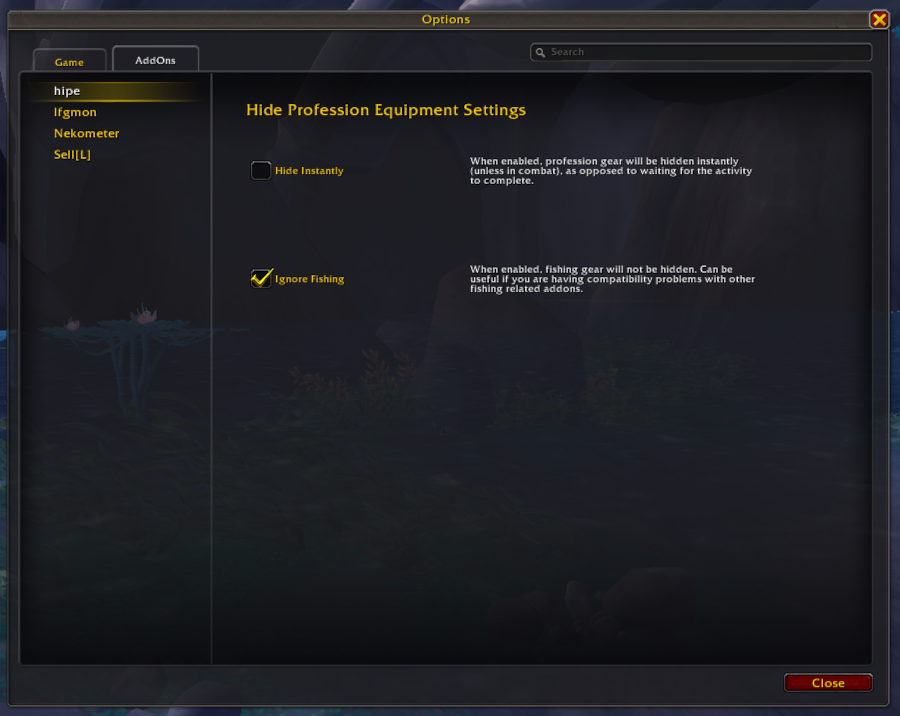 Options
Game
AddOns
Search
hipe
lfgmon
Nekometer
Sell[L]
Hide Profession Equipment Settings
Hide Instantly
When enabled, profession gear will be hidden instantly
(unless in combat), as opposed to waiting for the activity
to complete.
Ignore Fishing
When enabled, fishing gear will not be hidden. Can be
useful if you are having compatibility problems with other
fishing related addons.
Close